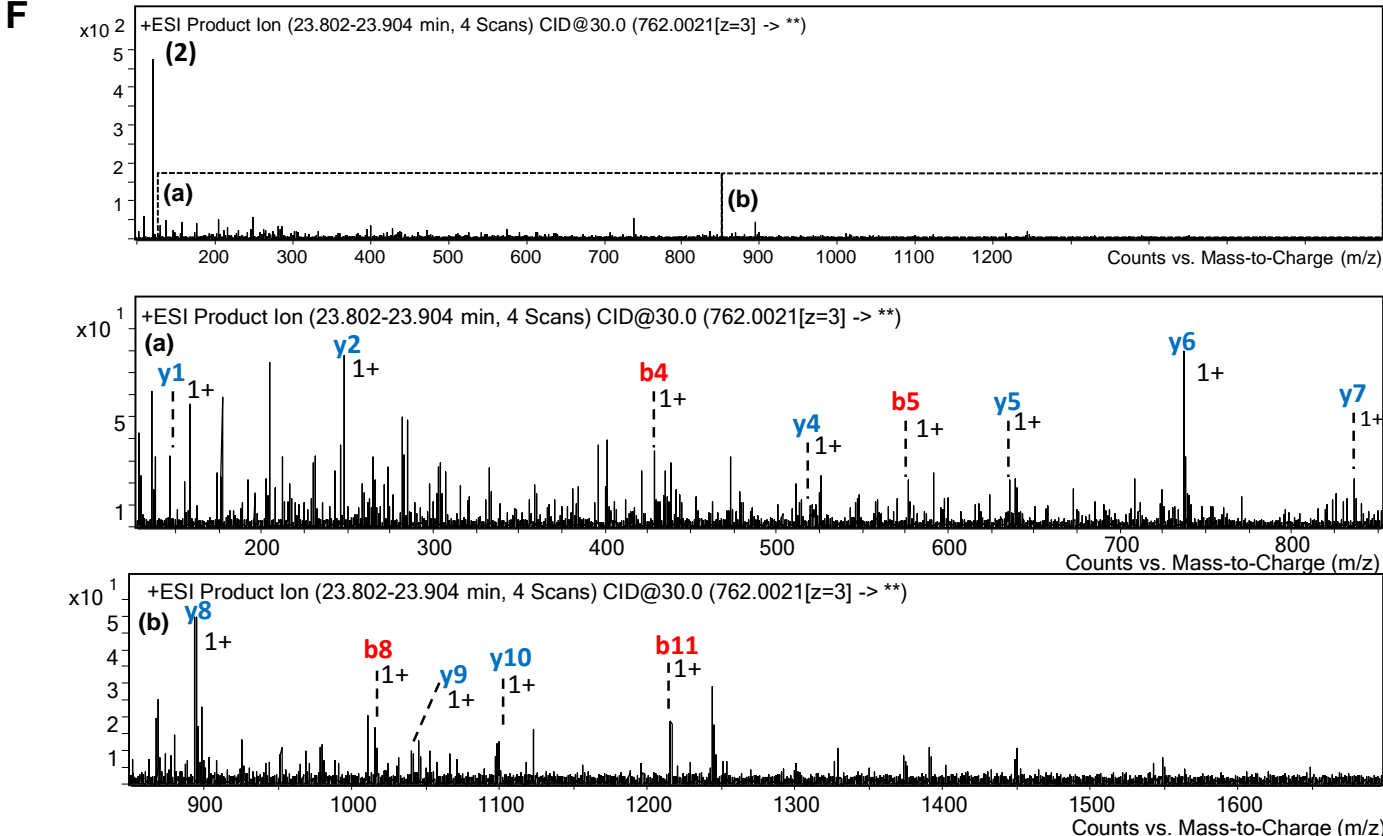 F
+ESI Product Ion (23.802-23.904 min, 4 Scans) CID@30.0 (762.0021[z=3] -> **)
x10 2
(2)
5
4
3
2
1
(a)
(b)
200 300 400 500 600 700 800 900 1000 1100 1200
Counts vs. Mass-to-Charge (m/z)
+ESI Product Ion (23.802-23.904 min, 4 Scans) CID@30.0 (762.0021[z=3] -> **)
x10 1
(a)
5
1
y1 1+
y2 1+
b4 1+
y4 1+
b5 1+
y5 1+
y6 1+
y7 1+
200 300 400 500 600 700 800
Counts vs. Mass-to-Charge (m/z)
+ESI Product Ion (23.802-23.904 min, 4 Scans) CID@30.0 (762.0021[z=3] -> **)
x10 1
(b)
5
4
3
2
1
y8 1+
b8 1+
y9 1+
y10 1+
b11 1+
900 1000 1100 1200 1300 1400 1500 1600
Counts vs. Mass-to-Charge (m/z)